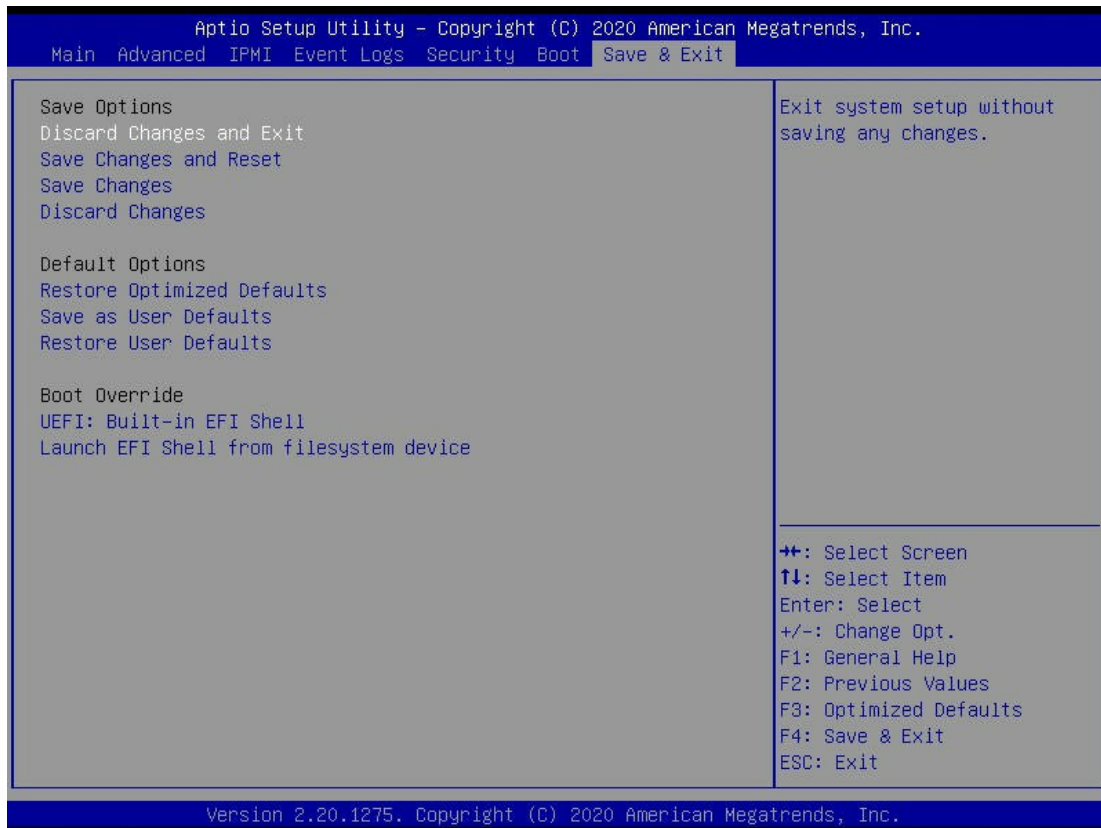 Aptio Setup Utility – Copyright (C) 2020 American Megatrends, Inc.
Main Advanced IPMI Event Logs Security Boot Save & Exit
Save Options
Discard Changes and Exit
Save Changes and Reset
Save Changes
Discard Changes
Default Options
Restore Optimized Defaults
Save as User Defaults
Restore User Defaults
Boot Override
UEFI: Built-in EFI Shell
Launch EFI Shell from filesystem device
Exit system setup without
saving any changes.
→←: Select Screen
↑↓: Select Item
Enter: Select
+/-: Change Opt.
F1: General Help
F2: Previous Values
F3: Optimized Defaults
F4: Save & Exit
ESC: Exit
Version 2.20.1275. Copyright (C) 2020 American Megatrends, Inc.